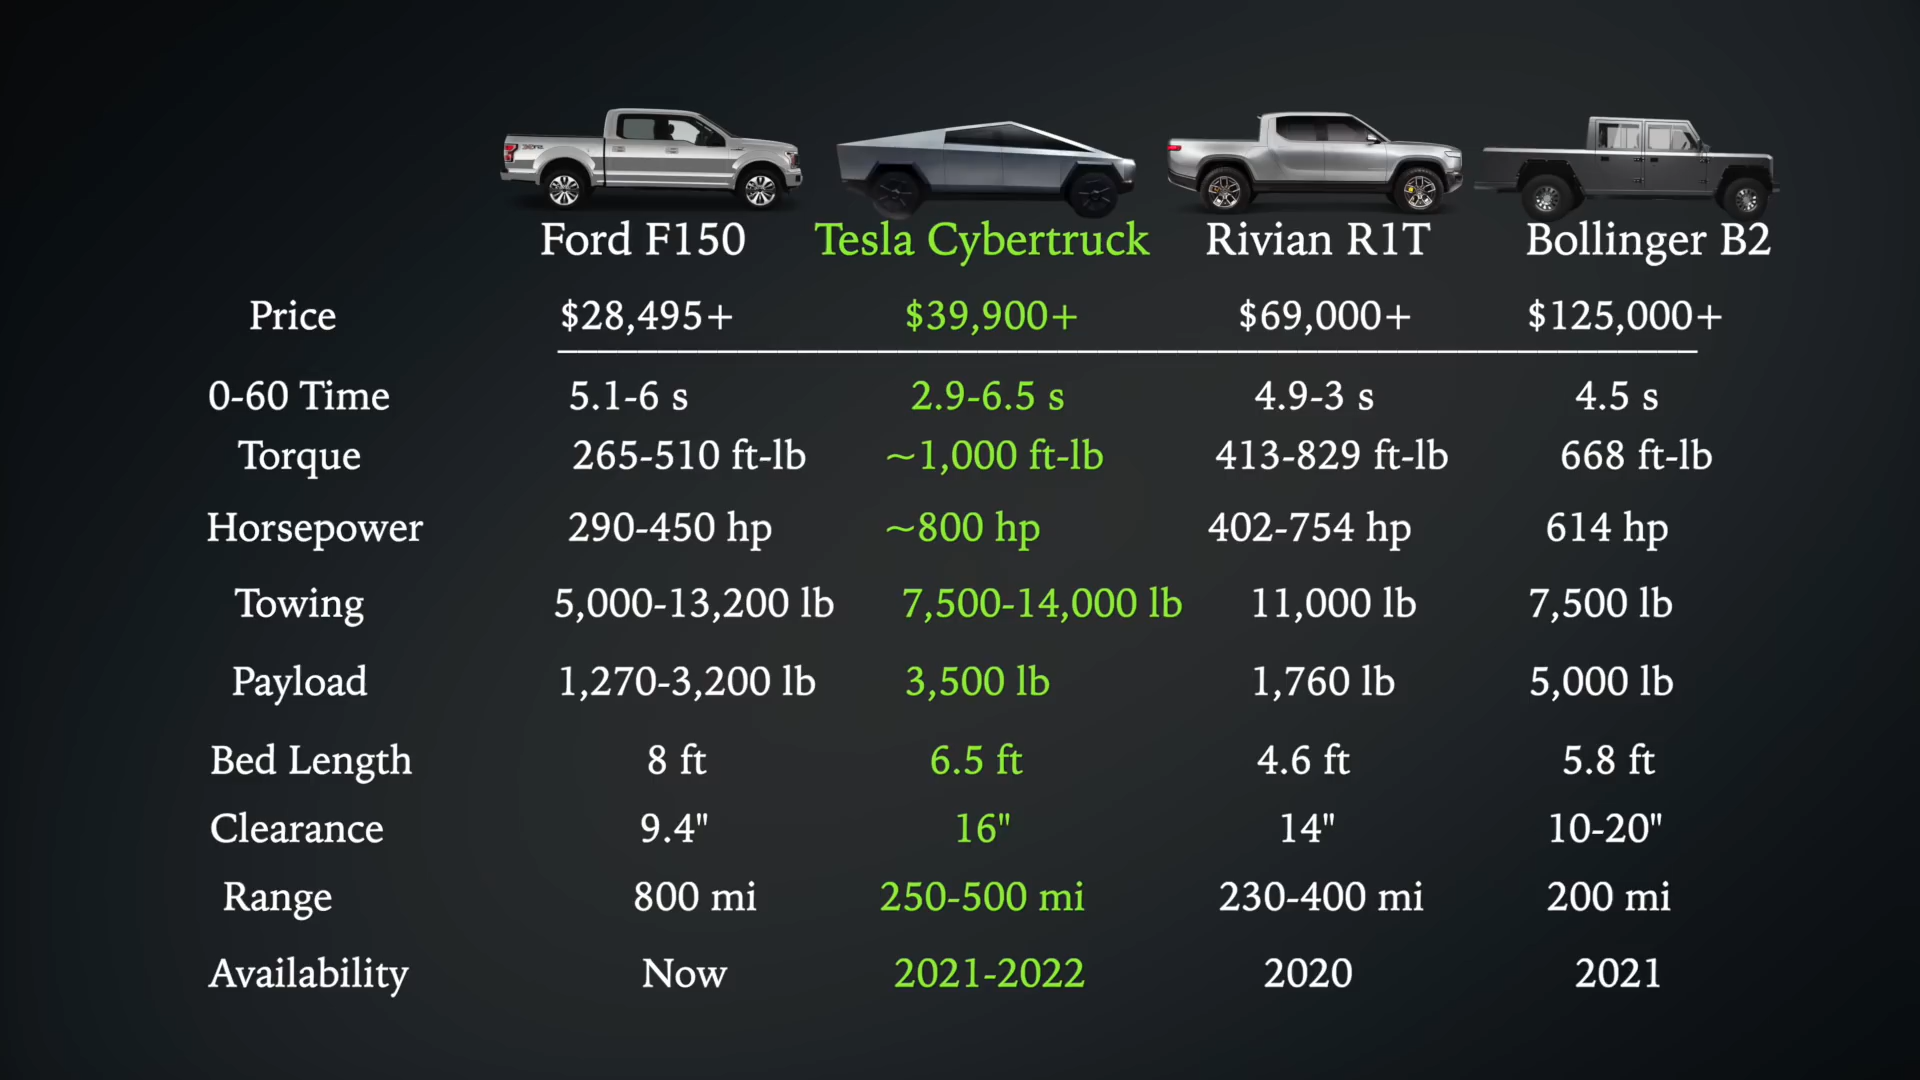 Ford F150 Tesla Cybertruck Rivian R1T Bollinger B2
Price $28,495+ $39,900+ $69,000+ $125,000+
0-60 Time 5.1-6 s 2.9-6.5 s 4.9-3 s 4.5 s
Torque 265-510 ft-lb ~1,000 ft-lb 413-829 ft-lb 668 ft-lb
Horsepower 290-450 hp ~800 hp 402-754 hp 614 hp
Towing 5,000-13,200 lb 7,500-14,000 lb 11,000 lb 7,500 lb
Payload 1,270-3,200 lb 3,500 lb 1,760 lb 5,000 lb
Bed Length 8 ft 6.5 ft 4.6 ft 5.8 ft
Clearance 9.4" 16" 14" 10-20"
Range 800 mi 250-500 mi 230-400 mi 200 mi
Availability Now 2021-2022 2020 2021